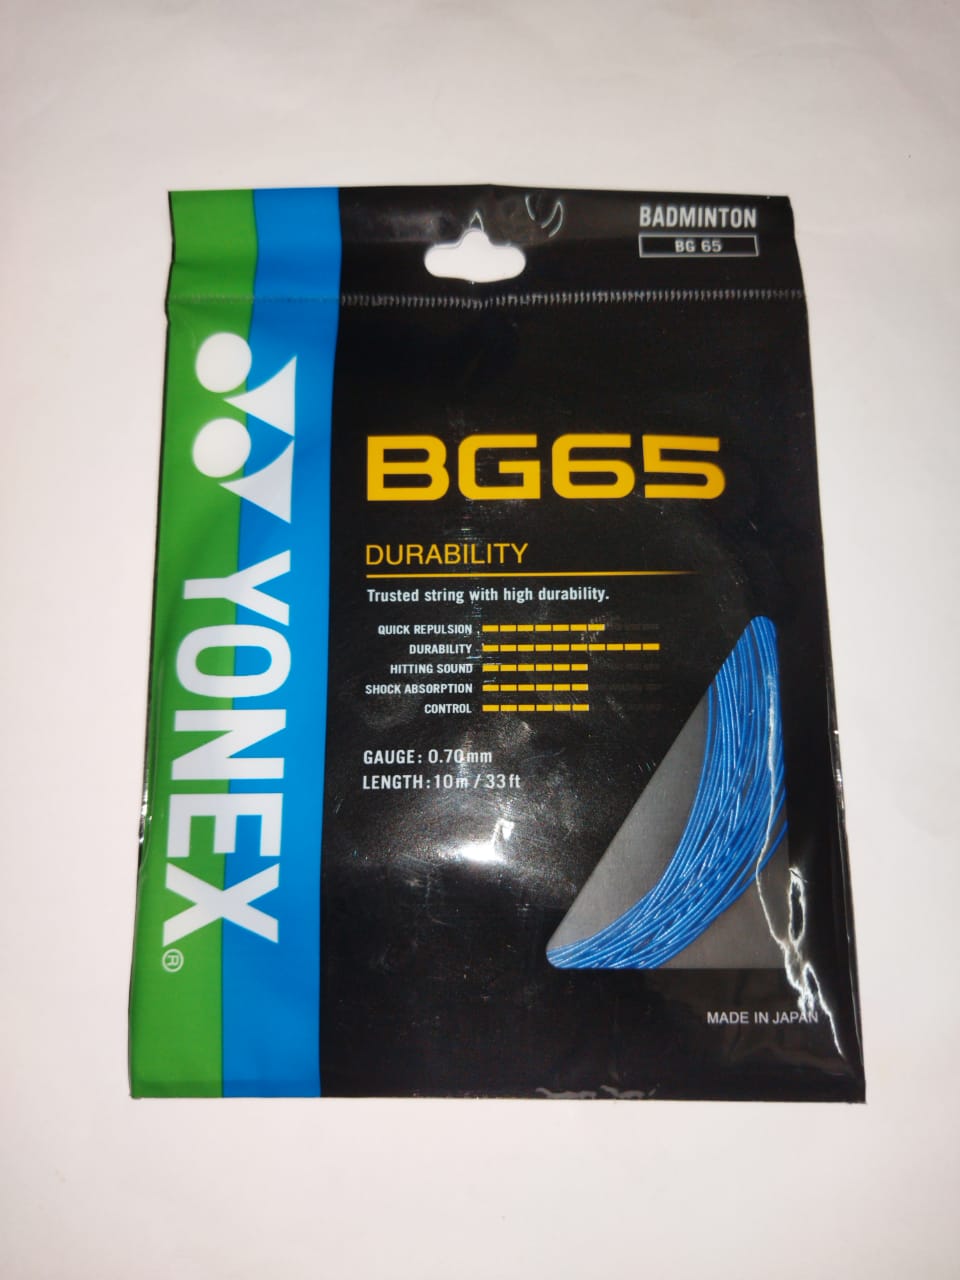 BADMINTON
BG 65
YONEX®
BG65
DURABILITY
Trusted string with high durability.
QUICK REPULSION
DURABILITY
HITTING SOUND
SHOCK ABSORPTION
CONTROL
GAUGE: 0.70mm
LENGTH: 10m / 33ft
MADE IN JAPAN